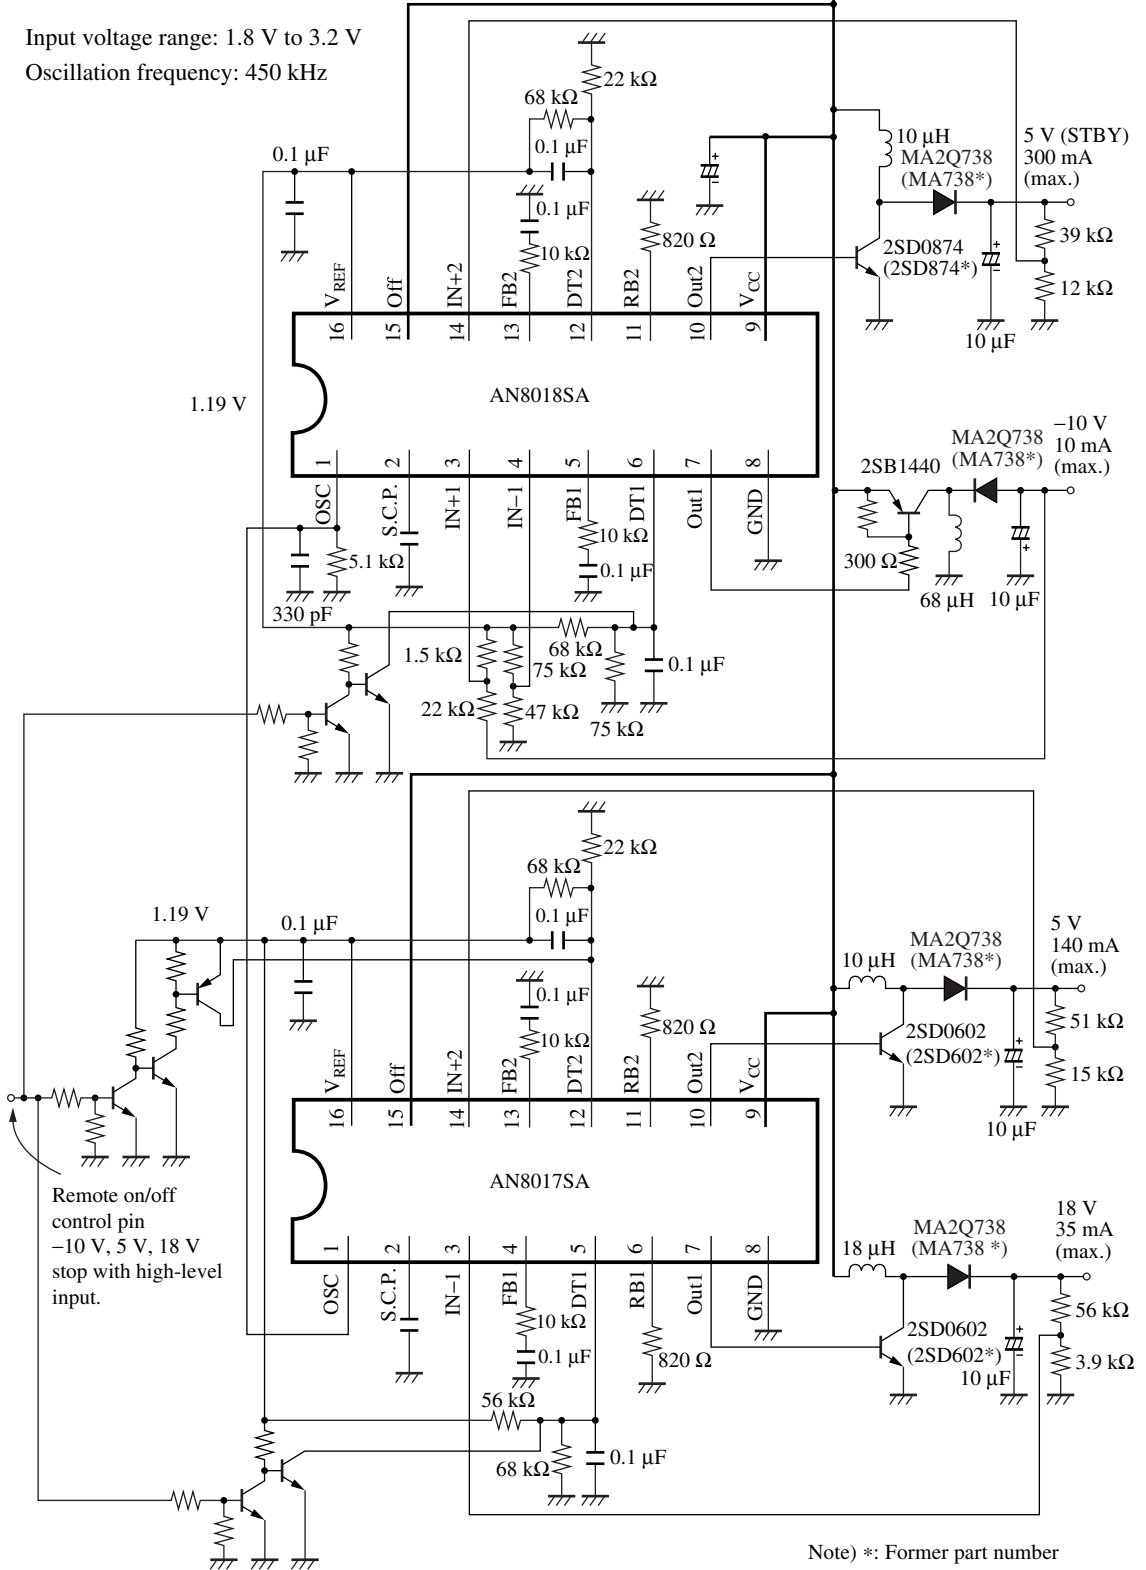 Input voltage range: 1.8 V to 3.2 V
Oscillation frequency: 450 kHz
22 kΩ
68 kΩ
0.1 µF
0.1 µF
0.1 µF
10 kΩ
820 Ω
10 µH
MA2Q738
(MA738*)
5 V (STBY)
300 mA
(max.)
2SD0874
(2SD874*)
39 kΩ
12 kΩ
10 µF
VREF
Off
IN+2
FB2
DT2
RB2
Out2
VCC
16
15
14
13
12
11
10
9
AN8018SA
1.19 V
1
2
3
4
5
6
7
8
OSC
S.C.P.
IN+1
IN−1
FB1
DT1
Out1
GND
−10 V
10 mA
(max.)
MA2Q738
(MA738*)
2SB1440
300 Ω
68 µH
10 µF
5.1 kΩ
330 pF
10 kΩ
0.1 µF
1.5 kΩ
68 kΩ
75 kΩ
0.1 µF
22 kΩ
47 kΩ
75 kΩ
22 kΩ
68 kΩ
0.1 µF
1.19 V
0.1 µF
0.1 µF
10 kΩ
820 Ω
10 µH
MA2Q738
(MA738*)
5 V
140 mA
(max.)
2SD0602
(2SD602*)
51 kΩ
15 kΩ
10 µF
VREF
Off
IN+2
FB2
DT2
RB2
Out2
VCC
16
15
14
13
12
11
10
9
AN8017SA
Remote on/off
control pin
−10 V, 5 V, 18 V
stop with high-level
input.
1
2
3
4
5
6
7
8
OSC
S.C.P.
IN−1
FB1
DT1
RB1
Out1
GND
18 V
35 mA
(max.)
MA2Q738
(MA738 *)
18 µH
2SD0602
(2SD602*)
10 µF
56 kΩ
3.9 kΩ
10 kΩ
0.1 µF
820 Ω
56 kΩ
68 kΩ
0.1 µF
Note) *: Former part number